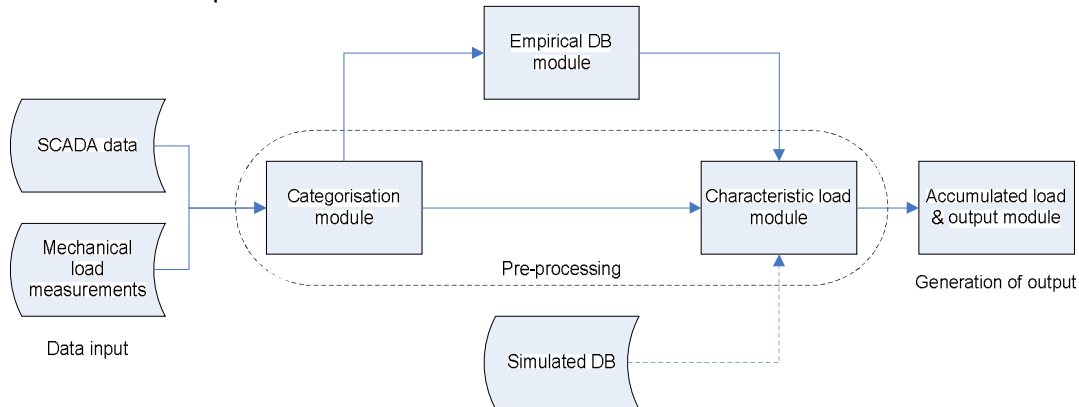 Empirical DB
module
SCADA data
Categorisation
module
Characteristic load
module
Accumulated load
& output module
Mechanical
load
measurements
Pre-processing
Generation of output
Data input
Simulated DB